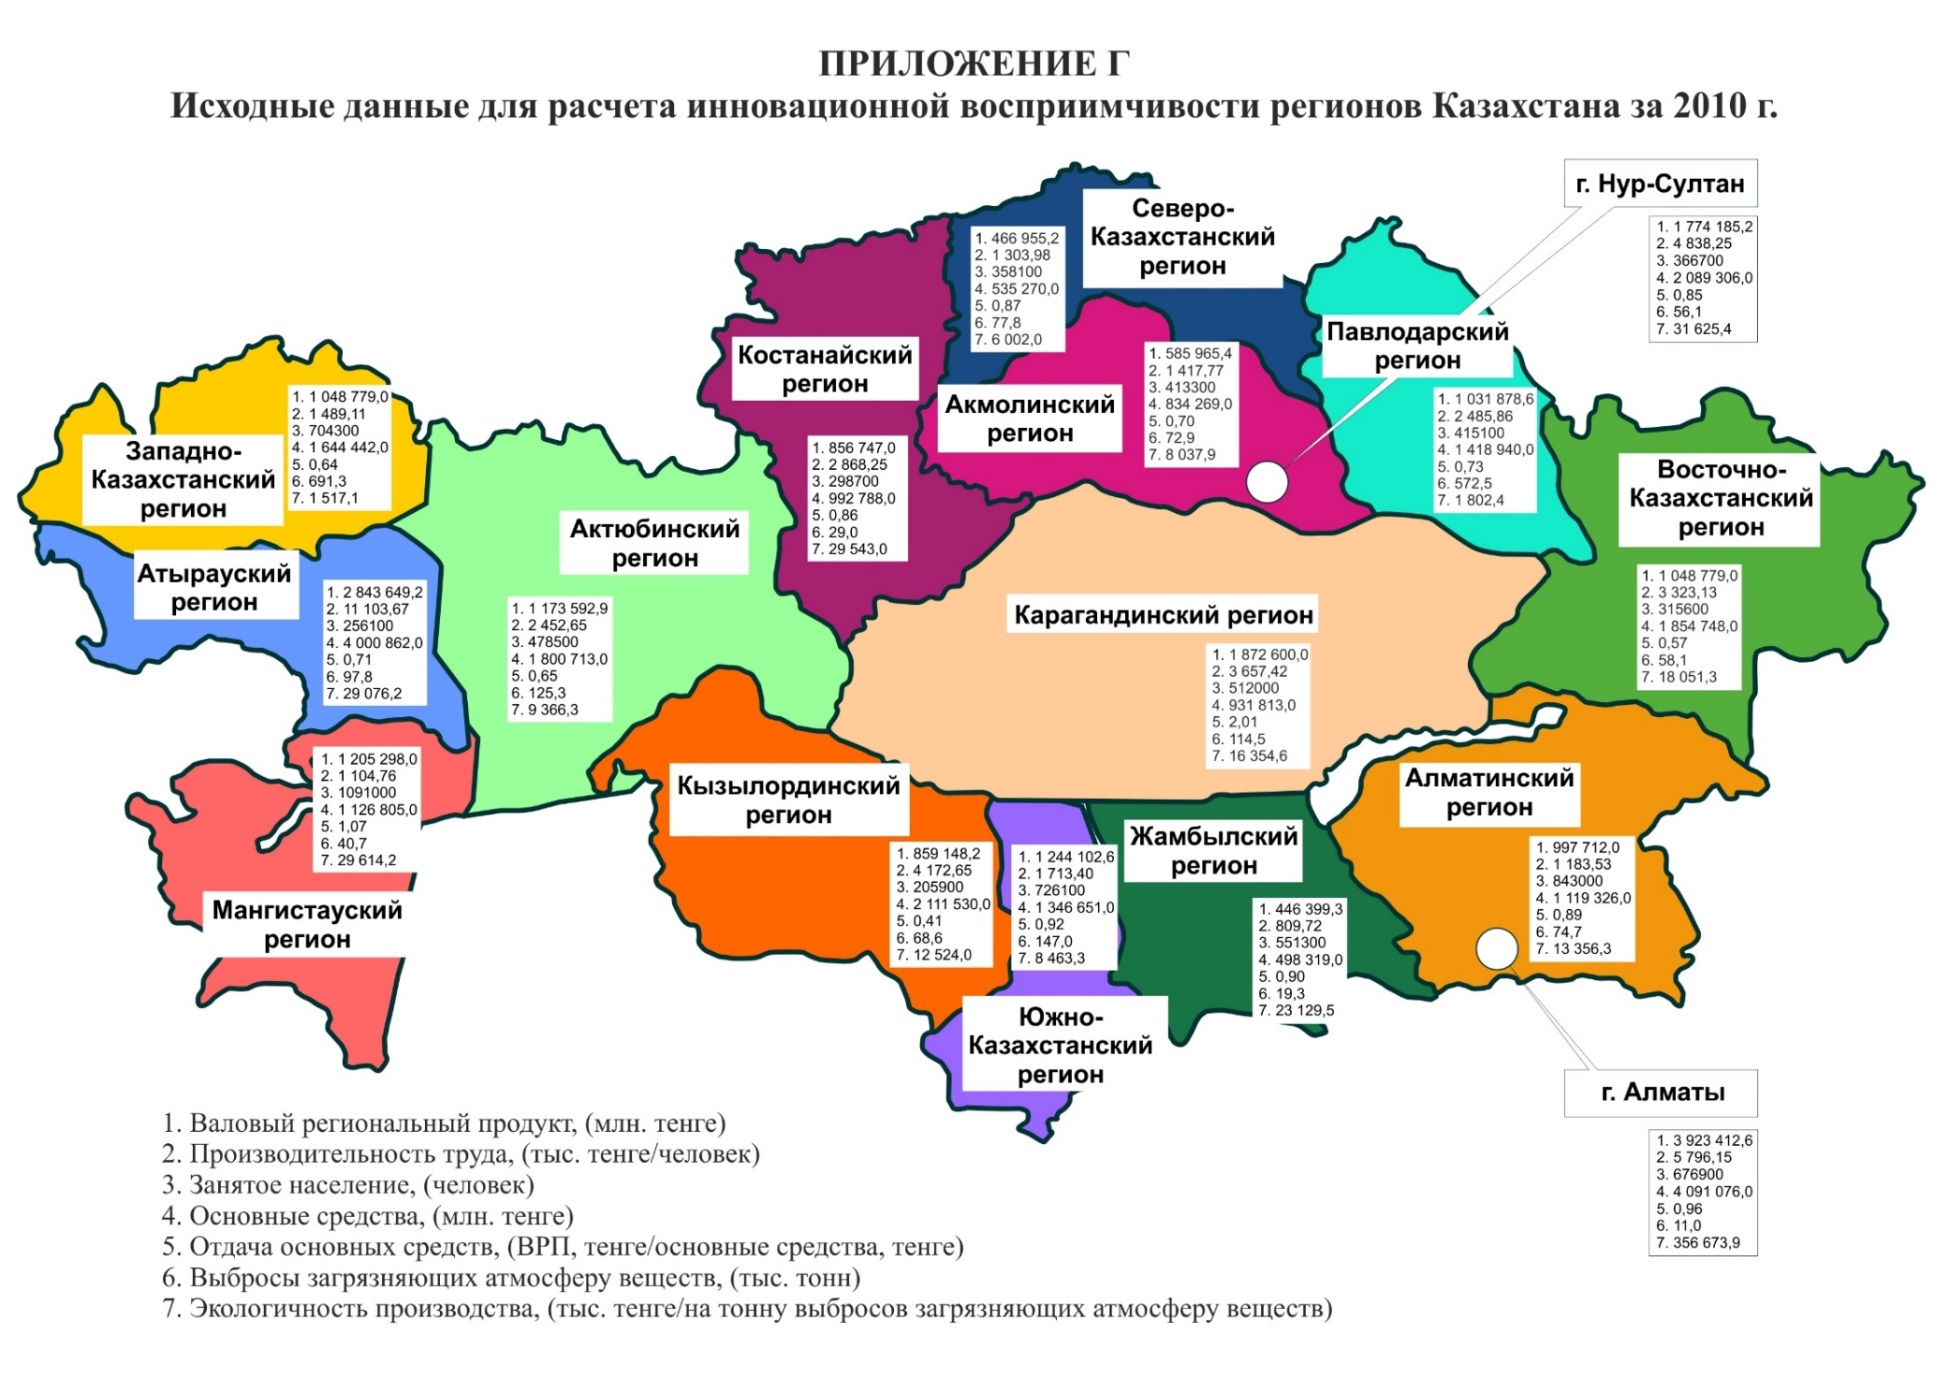 ПРИЛОЖЕНИЕ Г
Исходные данные для расчета инновационной восприимчивости регионов Казахстана за 2010 г.
г. Нур-Султан
1. 1 774 185,2
2. 4 838,25
3. 366700
4. 2 089 306,0
5. 0,85
6. 56,1
7. 31 625,4
Северо-
Казахстанский
регион
1. 466 955,2
2. 1 303,98
3. 358100
4. 535 270,0
5. 0,87
6. 77,8
7. 6 002,0
Павлодарский
регион
1. 1 031 878,6
2. 2 485,86
3. 415100
4. 1 418 940,0
5. 0,73
6. 572,5
7. 1 802,4
Костанайский
регион
1. 856 747,0
2. 2 868,25
3. 298700
4. 992 788,0
5. 0,86
6. 29,0
7. 29 543,0
Акмолинский
регион
1. 585 965,4
2. 1 417,77
3. 413300
4. 834 269,0
5. 0,70
6. 72,9
7. 8 037,9
Западно-
Казахстанский
регион
1. 1 048 779,0
2. 1 489,11
3. 704300
4. 1 644 442,0
5. 0,64
6. 691,3
7. 1 517,1
Восточно-
Казахстанский
регион
1. 1 048 779,0
2. 3 323,13
3. 315600
4. 1 854 748,0
5. 0,57
6. 58,1
7. 18 051,3
Актюбинский
регион
1. 1 173 592,9
2. 2 452,65
3. 478500
4. 1 800 713,0
5. 0,65
6. 125,3
7. 9 366,3
Атырауский
регион
1. 2 843 649,2
2. 11 103,67
3. 256100
4. 4 000 862,0
5. 0,71
6. 97,8
7. 29 076,2
Карагандинский регион
1. 1 872 600,0
2. 3 657,42
3. 512000
4. 931 813,0
5. 2,01
6. 114,5
7. 16 354,6
1. 1 205 298,0
2. 1 104,76
3. 1091000
4. 1 126 805,0
5. 1,07
6. 40,7
7. 29 614,2
Мангистауский
регион
Кызылординский
регион
1. 859 148,2
2. 4 172,65
3. 205900
4. 2 111 530,0
5. 0,41
6. 68,6
7. 12 524,0
1. 1 244 102,6
2. 1 713,40
3. 726100
4. 1 346 651,0
5. 0,92
6. 147,0
7. 8 463,3
Южно-
Казахстанский
регион
Жамбылский
регион
1. 446 399,3
2. 809,72
3. 551300
4. 498 319,0
5. 0,90
6. 19,3
7. 23 129,5
Алматинский
регион
1. 997 712,0
2. 1 183,53
3. 843000
4. 1 119 326,0
5. 0,89
6. 74,7
7. 13 356,3
г. Алматы
1. 3 923 412,6
2. 5 796,15
3. 676900
4. 4 091 076,0
5. 0,96
6. 11,0
7. 356 673,9
1. Валовый региональный продукт, (млн. тенге)
2. Производительность труда, (тыс. тенге/человек)
3. Занятое население, (человек)
4. Основные средства, (млн. тенге)
5. Отдача основных средств, (ВРП, тенге/основные средства, тенге)
6. Выбросы загрязняющих атмосферу веществ, (тыс. тонн)
7. Экологичность производства, (тыс. тенге/на тонну выбросов загрязняющих атмосферу веществ)